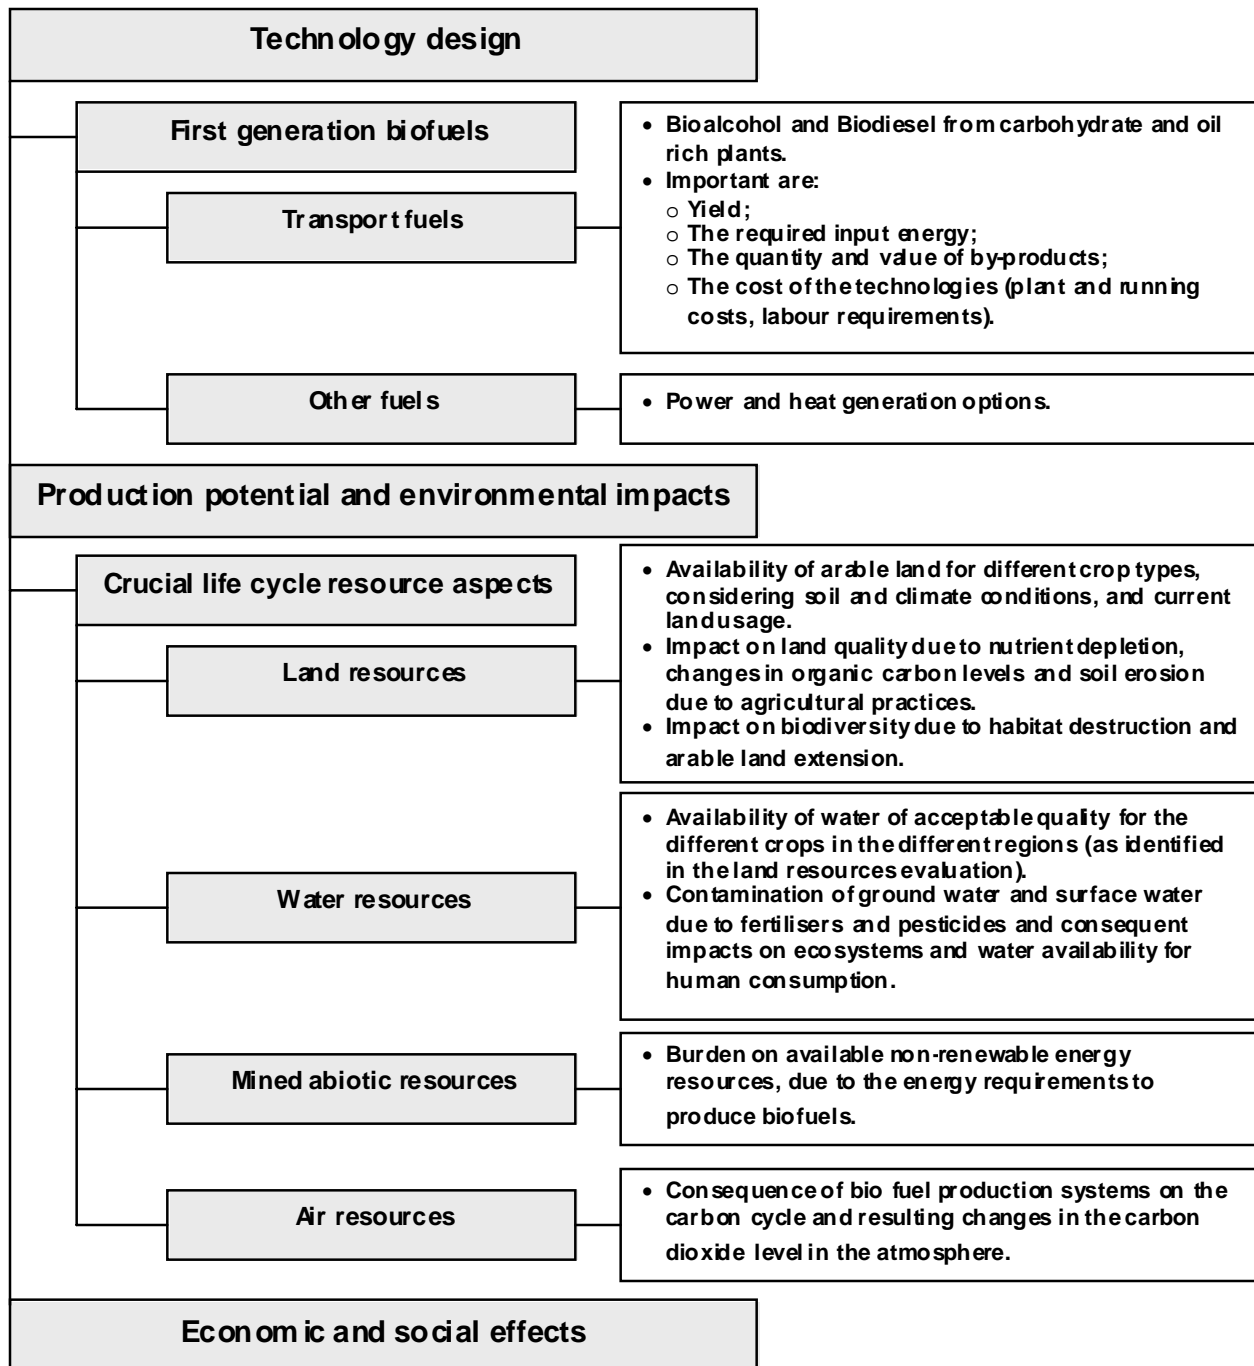 Technology design
First generation biofuels
• Bioalcohol and Biodiesel from carbohydrate and oil
rich plants.
• Important are:
o Yield;
o The required input energy;
o The quantity and value of by-products;
o The cost of the technologies (plant and running
costs, labour requirements).
Transport fuels
Other fuels
• Power and heat generation options.
Production potential and environmental impacts
Crucial life cycle resource aspects
• Availability of arable land for different crop types,
considering soil and climate conditions, and current
land usage.
• Impact on land quality due to nutrient depletion,
changes in organic carbon levels and soil erosion
due to agricultural practices.
• Impact on biodiversity due to habitat destruction and
arable land extension.
Land resources
• Availability of water of acceptable quality for the
different crops in the different regions (as identified
in the land resources evaluation).
• Contamination of ground water and surface water
due to fertilisers and pesticides and consequent
impacts on ecosystems and water availability for
human consumption.
Water resources
Mined abiotic resources
• Burden on available non-renewable energy
resources, due to the energy requirements to
produce biofuels.
Air resources
• Consequence of bio fuel production systems on the
carbon cycle and resulting changes in the carbon
dioxide level in the atmosphere.
Economic and social effects